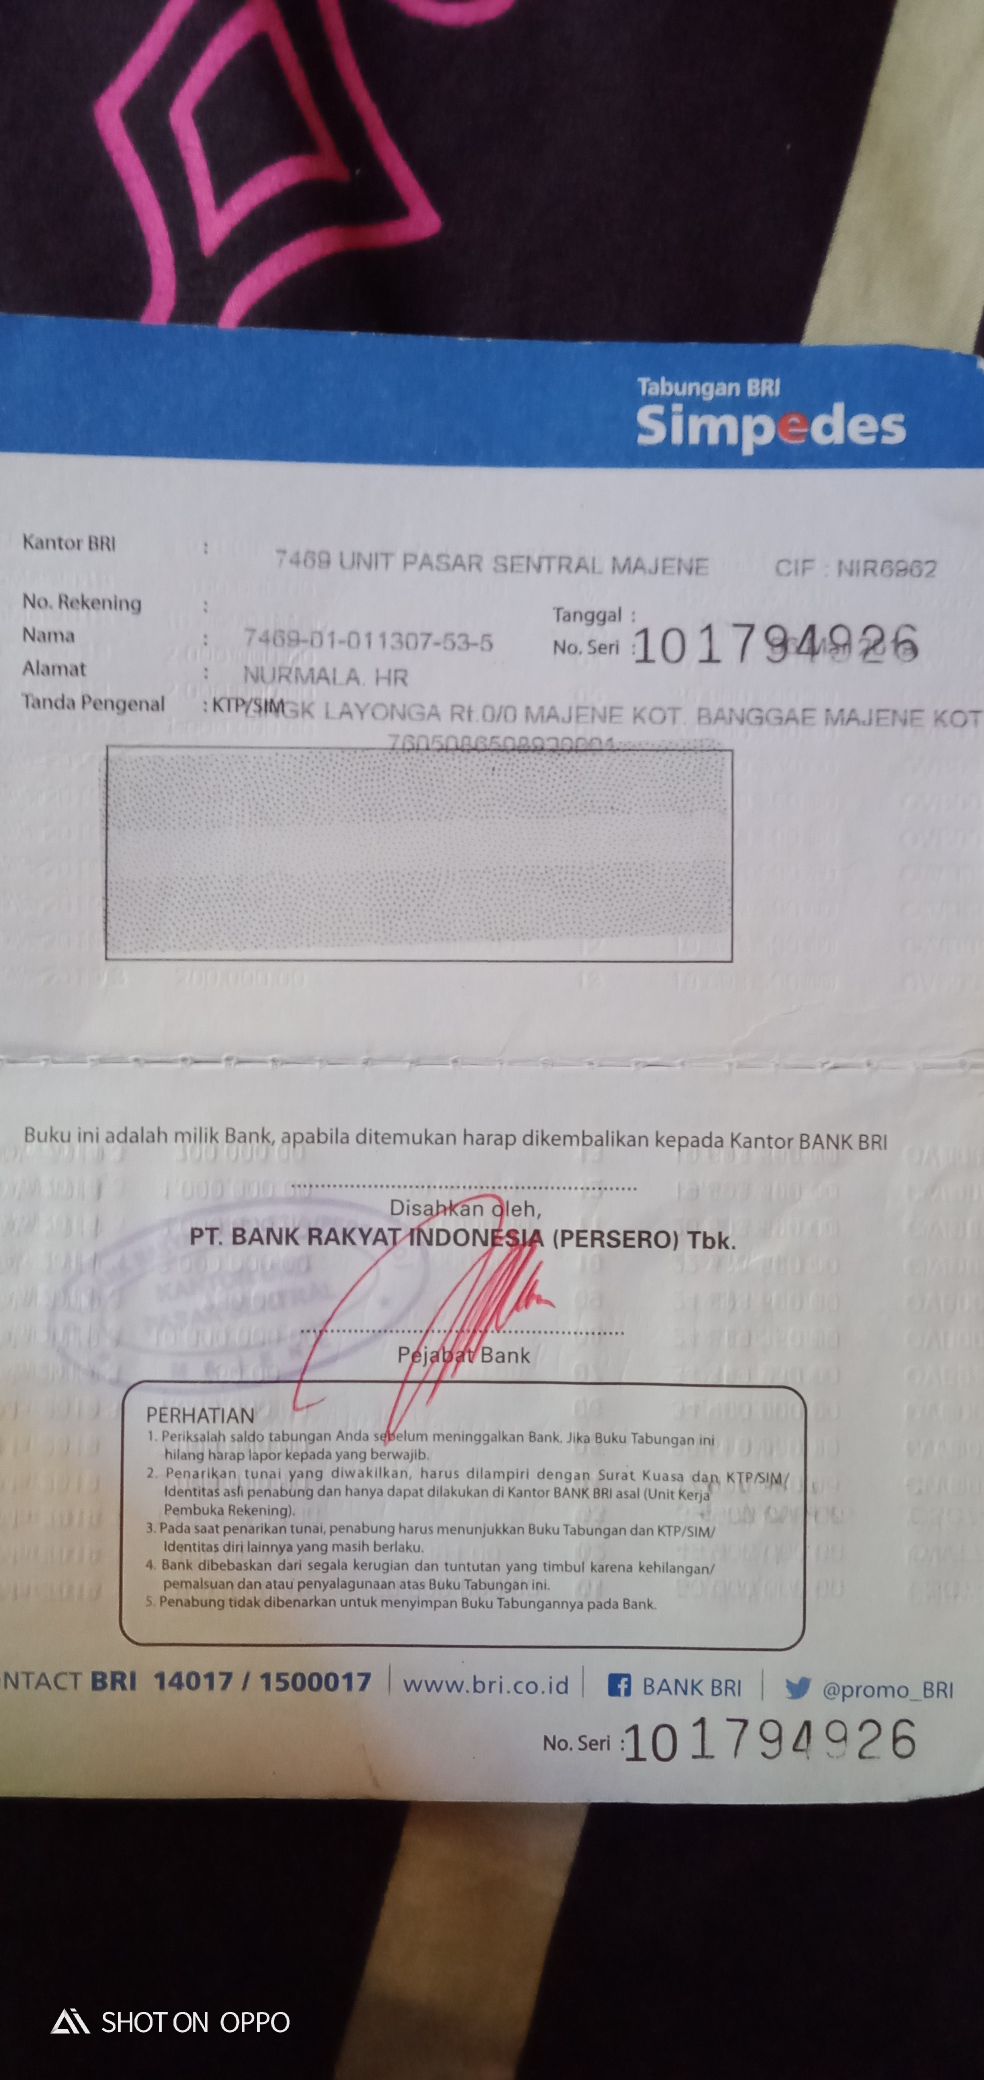 Tabungan BRI
Simpedes
Kantor BRI :
7469 UNIT PASAR SENTRAL MAJENE CIF : NIR6962
No. Rekening :
Tanggal :
Nama : 7469-01-011307-53-5
No. Seri : 101794926
Alamat : NURMALA. HR
Tanda Pengenal : KTP/SIM LAYONGA Rt.0/0 MAJENE KOT. BANGGAE MAJENE KOT
Buku ini adalah milik Bank, apabila ditemukan harap dikembalikan kepada Kantor BANK BRI
Disahkan oleh,
PT. BANK RAKYAT INDONESIA (PERSERO) Tbk.
Pejabat Bank
PERHATIAN
1. Periksalah saldo tabungan Anda sebelum meninggalkan Bank. Jika Buku Tabungan ini
hilang harap lapor kepada yang berwajib.
2. Penarikan tunai yang diwakilkan, harus dilampiri dengan Surat Kuasa dan KTP/SIM/
Identitas asli penabung dan hanya dapat dilakukan di Kantor BANK BRI asal (Unit Kerja
Pembuka Rekening).
3. Pada saat penarikan tunai, penabung harus menunjukkan Buku Tabungan dan KTP/SIM/
Identitas diri lainnya yang masih berlaku.
4. Bank dibebaskan dari segala kerugian dan tuntutan yang timbul karena kehilangan/
pemalsuan dan atau penyalagunaan atas Buku Tabungan ini.
5. Penabung tidak dibenarkan untuk menyimpan Buku Tabungannya pada Bank.
NTACT BRI 14017 / 1500017 www.bri.co.id BANK BRI @promo_BRI
No. Seri : 101794926
SHOT ON OPPO